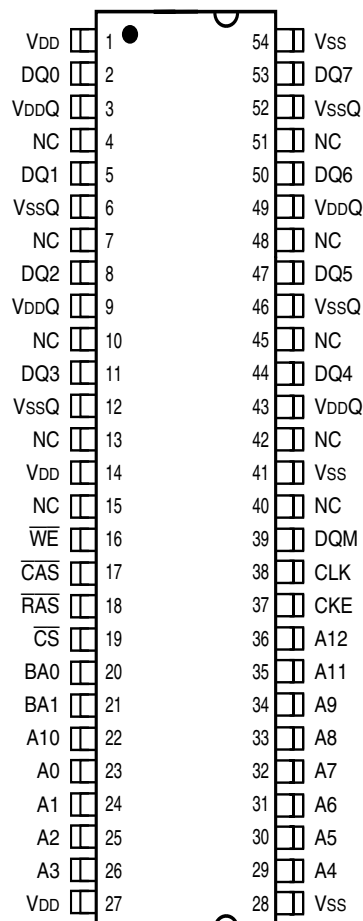 VDD 1 54 VSS
DQ0 2 53 DQ7
VDDQ 3 52 VSSQ
NC 4 51 NC
DQ1 5 50 DQ6
VSSQ 6 49 VDDQ
NC 7 48 NC
DQ2 8 47 DQ5
VDDQ 9 46 VSSQ
NC 10 45 NC
DQ3 11 44 DQ4
VSSQ 12 43 VDDQ
NC 13 42 NC
VDD 14 41 VSS
NC 15 40 NC
W̅E̅ 16 39 DQM
C̅A̅S̅ 17 38 CLK
R̅A̅S̅ 18 37 CKE
C̅S̅ 19 36 A12
BA0 20 35 A11
BA1 21 34 A9
A10 22 33 A8
A0 23 32 A7
A1 24 31 A6
A2 25 30 A5
A3 26 29 A4
VDD 27 28 VSS